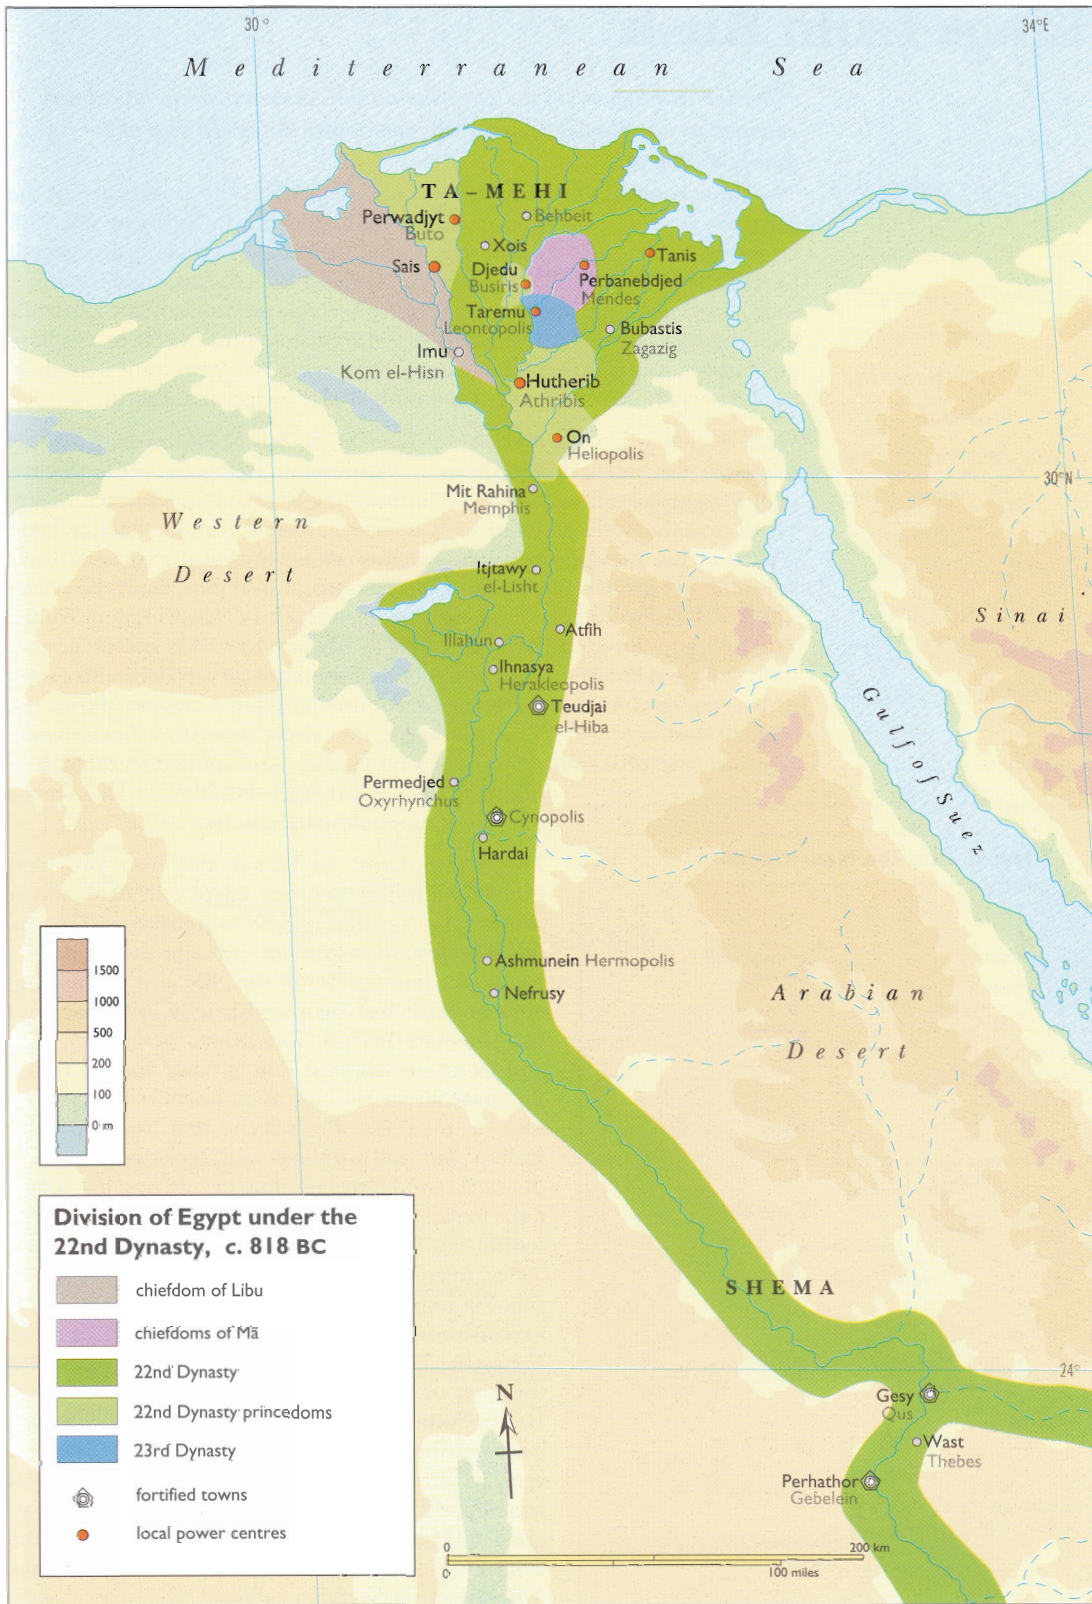 30°
34°E
Mediterranean Sea
TA–MEHI
Perwadjyt
Buto
Behbeit
Xois
Sais
Djedu
Busiris
Tanis
Perbanebdjed
Mendes
Taremu
Leontopolis
Bubastis
Zagazig
Imu
Kom el-Hisn
Hutherib
Athribis
On
Heliopolis
30°N
Mit Rahina
Memphis
Western
Desert
Itjtawy
el-Lisht
Sinai
Illahun
Atfih
Ihnasya
Herakleopolis
Teudjai
el-Hiba
Gulf of Suez
Permedjed
Oxyrhynchus
Cynopolis
Hardai
Ashmunein Hermopolis
Nefrusy
Arabian
Desert
1500
1000
500
200
100
0 m
SHEMA
24°
Gesy
Qus
Wast
Thebes
Perhathor
Gebelein
Division of Egypt under the
22nd Dynasty, c. 818 BC
chiefdom of Libu
chiefdoms of Mā
22nd Dynasty
22nd Dynasty princedoms
23rd Dynasty
fortified towns
local power centres
N
0 200 km
0 100 miles